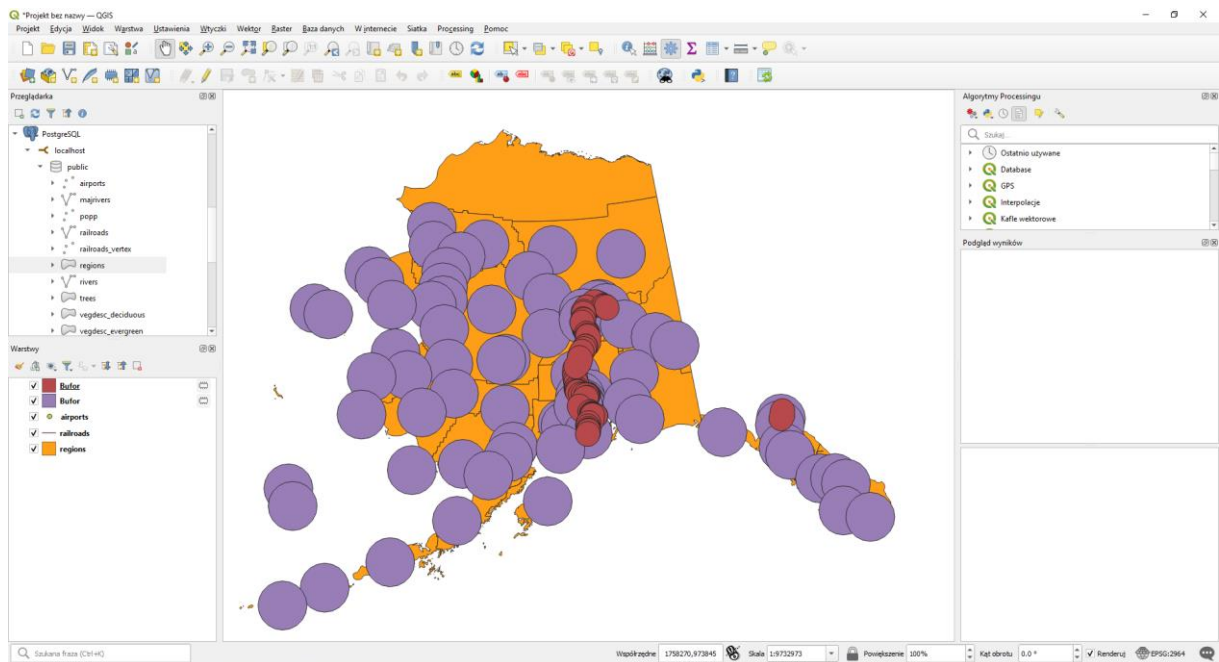 *Projekt bez nazwy — QGIS
Projekt Edycja Widok Warstwa Ustawienia Wtyczki Wektor Raster Baza danych W internecie Siatka Processing Pomoc
Przeglądarka
PostgreSQL
localhost
public
airports
majrivers
popp
railroads
railroads_vertex
regions
rivers
trees
vegdesc_deciduous
vegdesc_evergreen
Warstwy
Bufor
Bufor
airports
railroads
regions
Algorytmy Processingu
Szukaj...
Ostatnio używane
Database
GPS
Interpolacje
Kafle wektorowe
Podgląd wyników
Szukana fraza (Ctrl+K)
Współrzędne 1758270,973845 Skala 1:9732973 Powiększenie 100% Kąt obrotu 0.0 ° Renderuj EPSG:2964